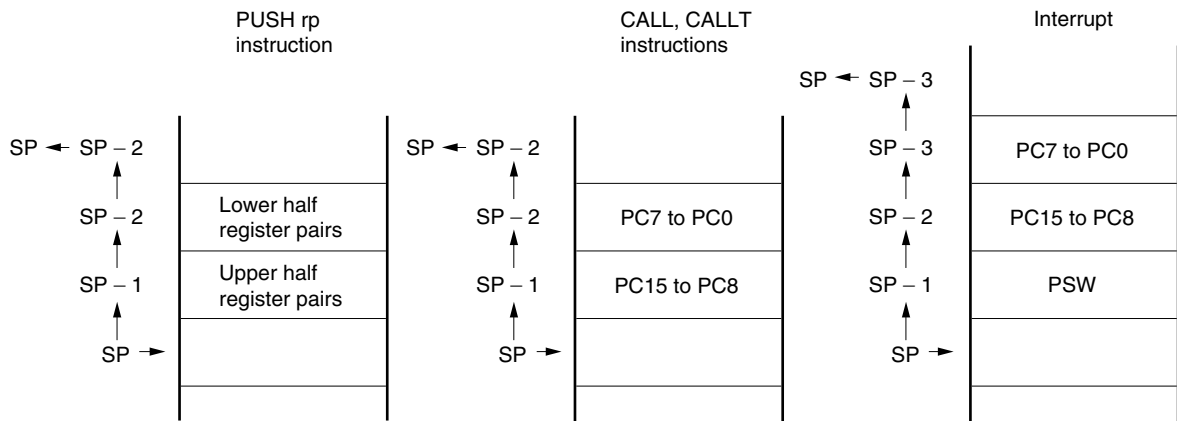 PUSH rp
instruction
SP SP – 2
SP – 2
Lower half
register pairs
SP – 1
Upper half
register pairs
SP
CALL, CALLT
instructions
SP SP – 2
SP – 2
PC7 to PC0
SP – 1
PC15 to PC8
SP
Interrupt
SP SP – 3
SP – 3
PC7 to PC0
SP – 2
PC15 to PC8
SP – 1
PSW
SP